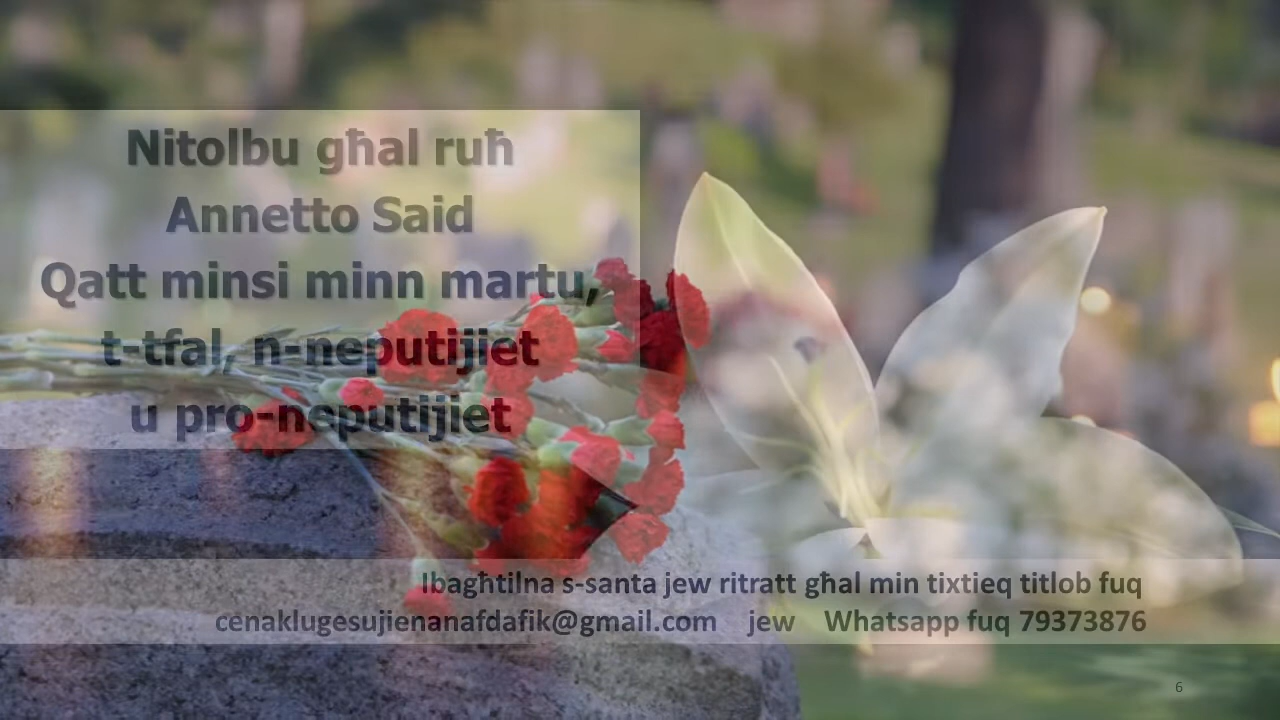 Nitolbu għal ruħ
Annetto Said
Qatt minsi minn martu,
t-tfal, n-neputijiet
u pro-neputijiet
Ibagħtilna s-santa jew ritratt għal min tixtieq titlob fuq
cenaklugesujienanafdafik@gmail.com jew Whatsapp fuq 79373876
6